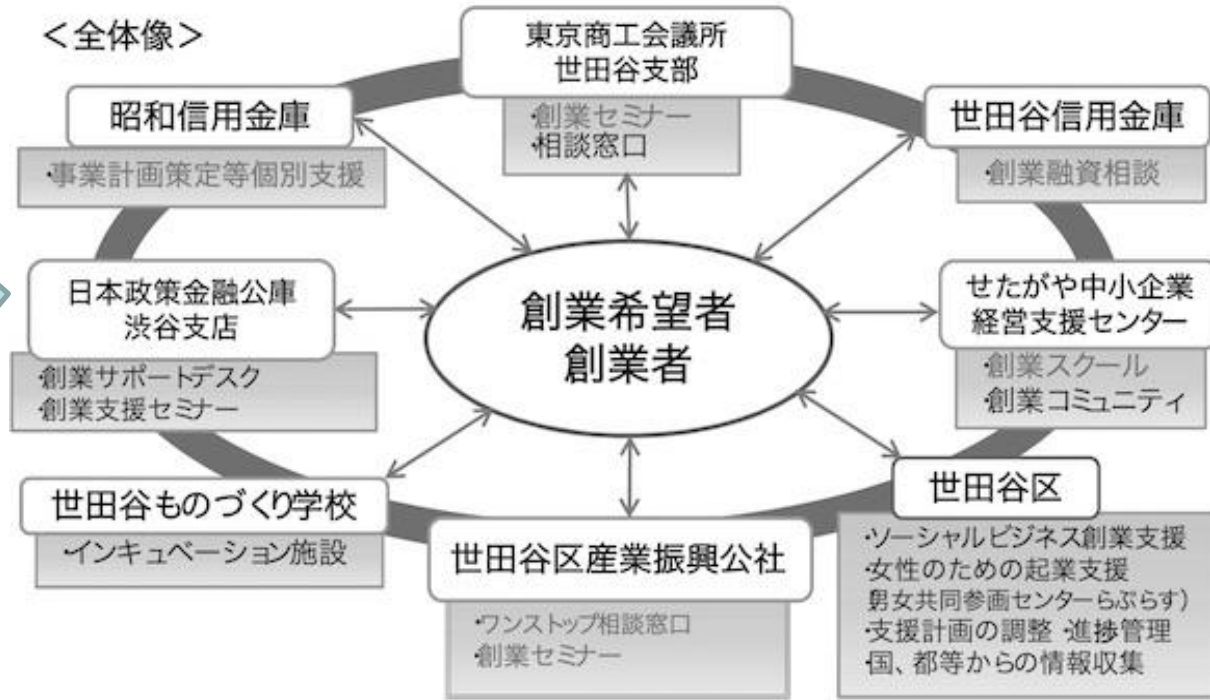 ＜全体像＞
東京商工会議所
世田谷支部
・創業セミナー
・相談窓口
昭和信用金庫
・事業計画策定等個別支援
世田谷信用金庫
・創業融資相談
日本政策金融公庫
渋谷支店
・創業サポートデスク
・創業支援セミナー
創業希望者
創業者
せたがや中小企業
経営支援センター
・創業スクール
・創業コミュニティ
世田谷ものづくり学校
・インキュベーション施設
世田谷区産業振興公社
・ワンストップ相談窓口
・創業セミナー
世田谷区
・ソーシャルビジネス創業支援
・女性のための起業支援
(男女共同参画センターらぷらす)
・支援計画の調整・進捗管理
・国、都等からの情報収集